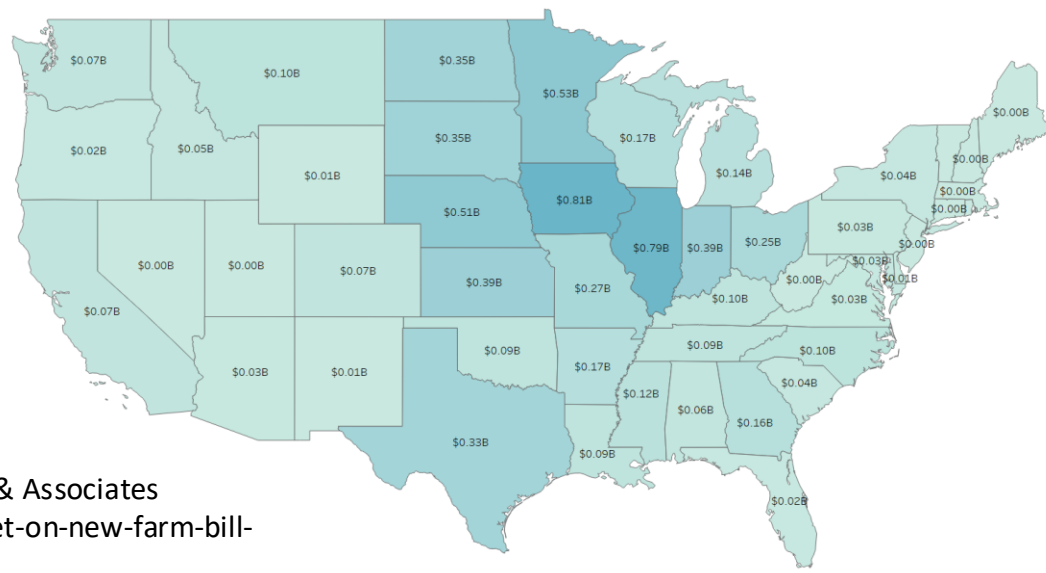 $0.07B
$0.10B
$0.35B
$0.53B
$0.00B
$0.02B
$0.05B
$0.01B
$0.35B
$0.17B
$0.14B
$0.04B
$0.00B
$0.00B
$0.00B
$0.81B
$0.51B
$0.79B
$0.39B
$0.25B
$0.03B
$0.00B
$0.07B
$0.00B
$0.00B
$0.07B
$0.39B
$0.27B
$0.10B
$0.00B
$0.03B
$0.01B
$0.03B
$0.03B
$0.01B
$0.09B
$0.17B
$0.09B
$0.10B
$0.04B
$0.33B
$0.09B
$0.12B
$0.06B
$0.16B
$0.02B
& Associates
et-on-new-farm-bill-